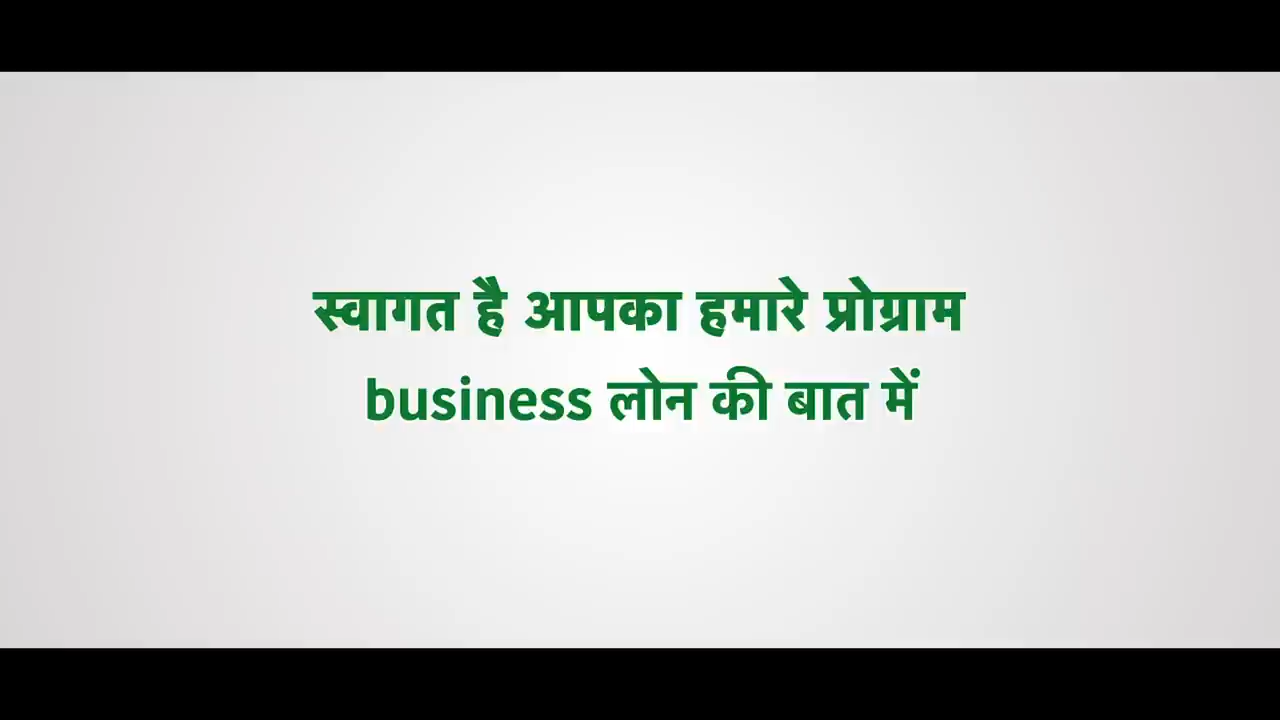 स्वागत है आपका हमारे प्रोग्राम
business लोन की बात में